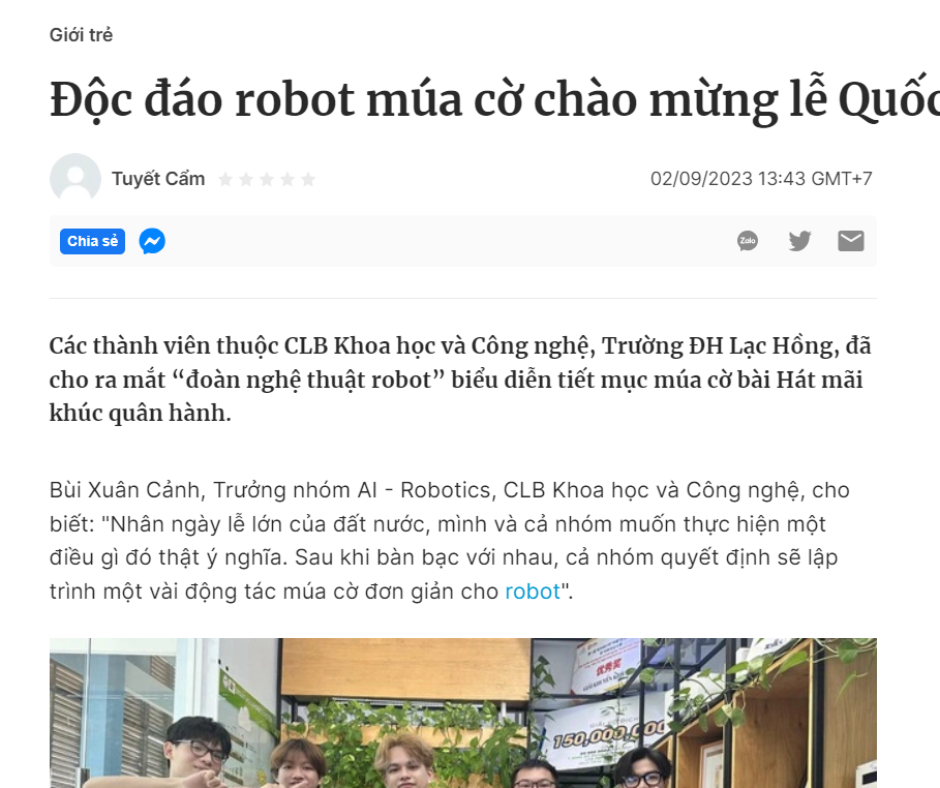 Giới trẻ
Độc đáo robot múa cờ chào mừng lễ Quốc
Tuyết Cẩm
02/09/2023 13:43 GMT+7
Chia sẻ
Zalo
Các thành viên thuộc CLB Khoa học và Công nghệ, Trường ĐH Lạc Hồng, đã
cho ra mắt “đoàn nghệ thuật robot” biểu diễn tiết mục múa cờ bài Hát mãi
khúc quân hành.
Bùi Xuân Cảnh, Trưởng nhóm AI - Robotics, CLB Khoa học và Công nghệ, cho
biết: "Nhân ngày lễ lớn của đất nước, mình và cả nhóm muốn thực hiện một
điều gì đó thật ý nghĩa. Sau khi bàn bạc với nhau, cả nhóm quyết định sẽ lập
trình một vài động tác múa cờ đơn giản cho robot".
优秀奖
150,000,000